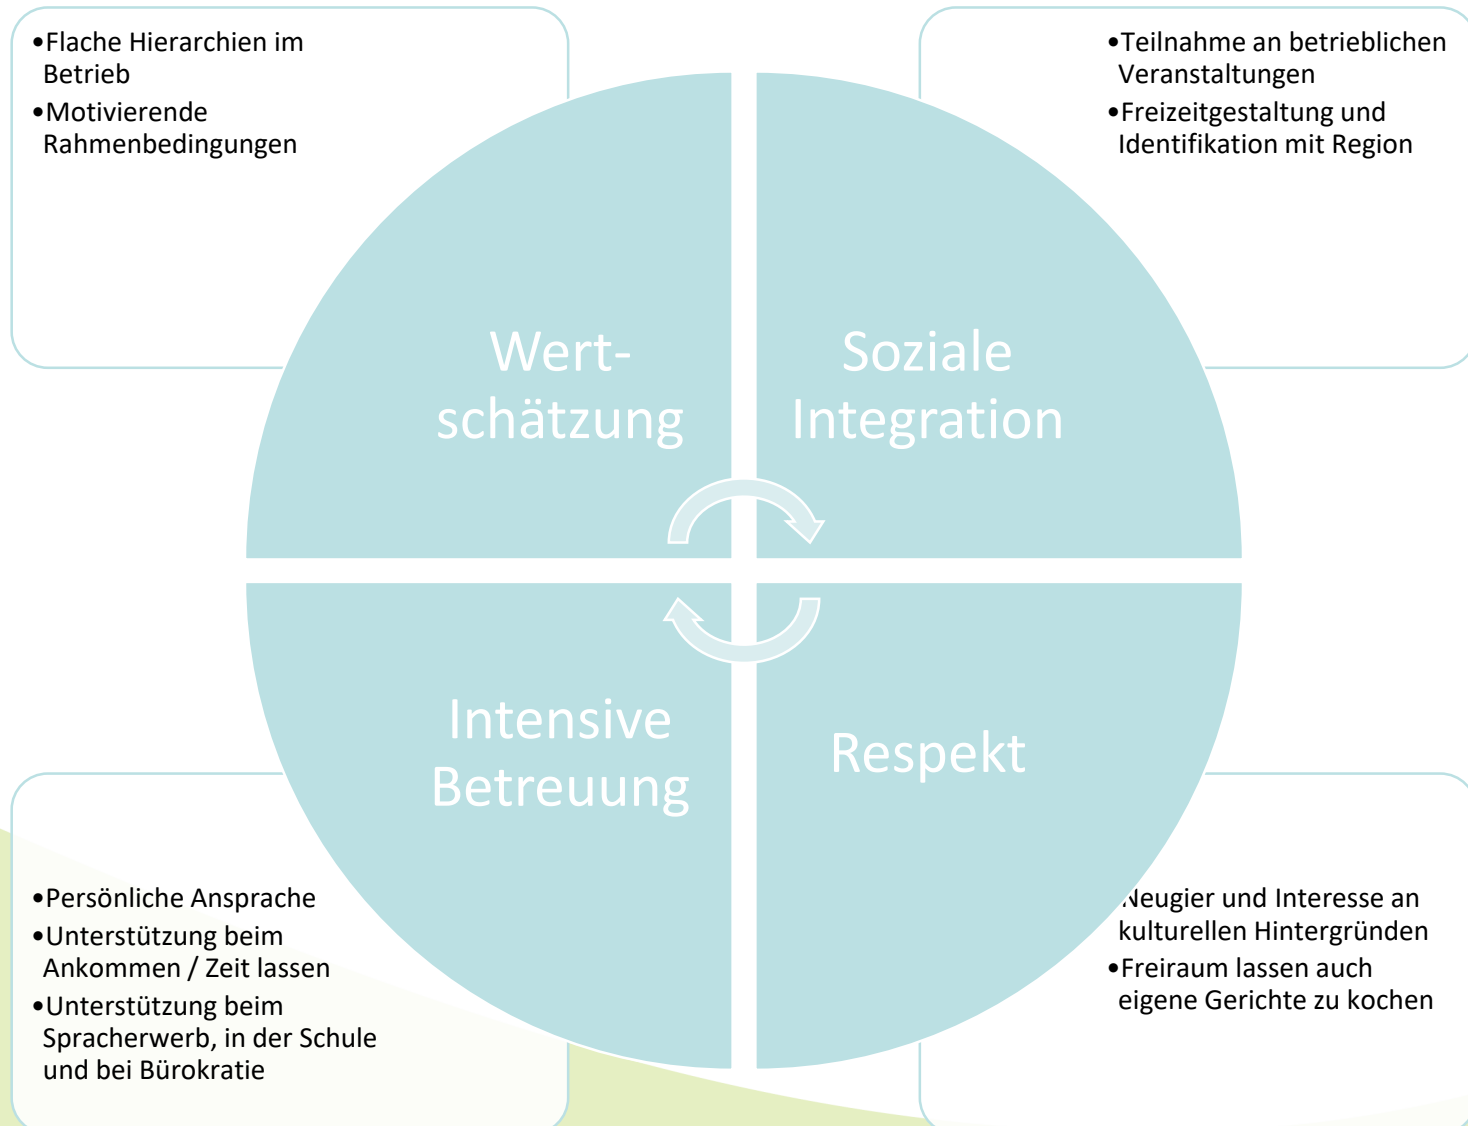 •Flache Hierarchien im
Betrieb
•Motivierende
Rahmenbedingungen
•Teilnahme an betrieblichen
Veranstaltungen
•Freizeitgestaltung und
Identifikation mit Region
Wert-
schätzung
Soziale
Integration
Intensive
Betreuung
Respekt
•Persönliche Ansprache
•Unterstützung beim
Ankommen / Zeit lassen
•Unterstützung beim
Spracherwerb, in der Schule
und bei Bürokratie
Neugier und Interesse an
kulturellen Hintergründen
•Freiraum lassen auch
eigene Gerichte zu kochen